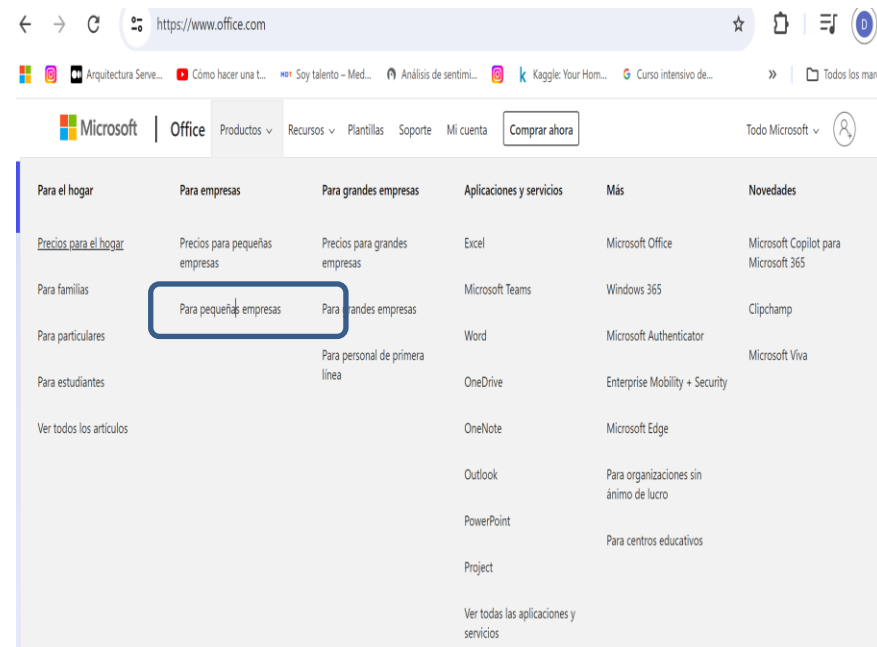 https://www.office.com
Arquitectura Serve... Cómo hacer una t... MDT Soy talento – Med... Análisis de sentimi... Kaggle: Your Hom... Curso intensivo de... » Todos los mar
Microsoft | Office Productos Recursos Plantillas Soporte Mi cuenta Comprar ahora Todo Microsoft
D
Para el hogar
Precios para el hogar
Para familias
Para particulares
Para estudiantes
Ver todos los artículos
Para empresas
Precios para pequeñas
empresas
Para pequeñas empresas
Para grandes empresas
Precios para grandes
empresas
Para grandes empresas
Para personal de primera
línea
Aplicaciones y servicios
Excel
Microsoft Teams
Word
OneDrive
OneNote
Outlook
PowerPoint
Project
Ver todas las aplicaciones y
servicios
Más
Microsoft Office
Windows 365
Microsoft Authenticator
Enterprise Mobility + Security
Microsoft Edge
Para organizaciones sin
ánimo de lucro
Para centros educativos
Novedades
Microsoft Copilot para
Microsoft 365
Clipchamp
Microsoft Viva